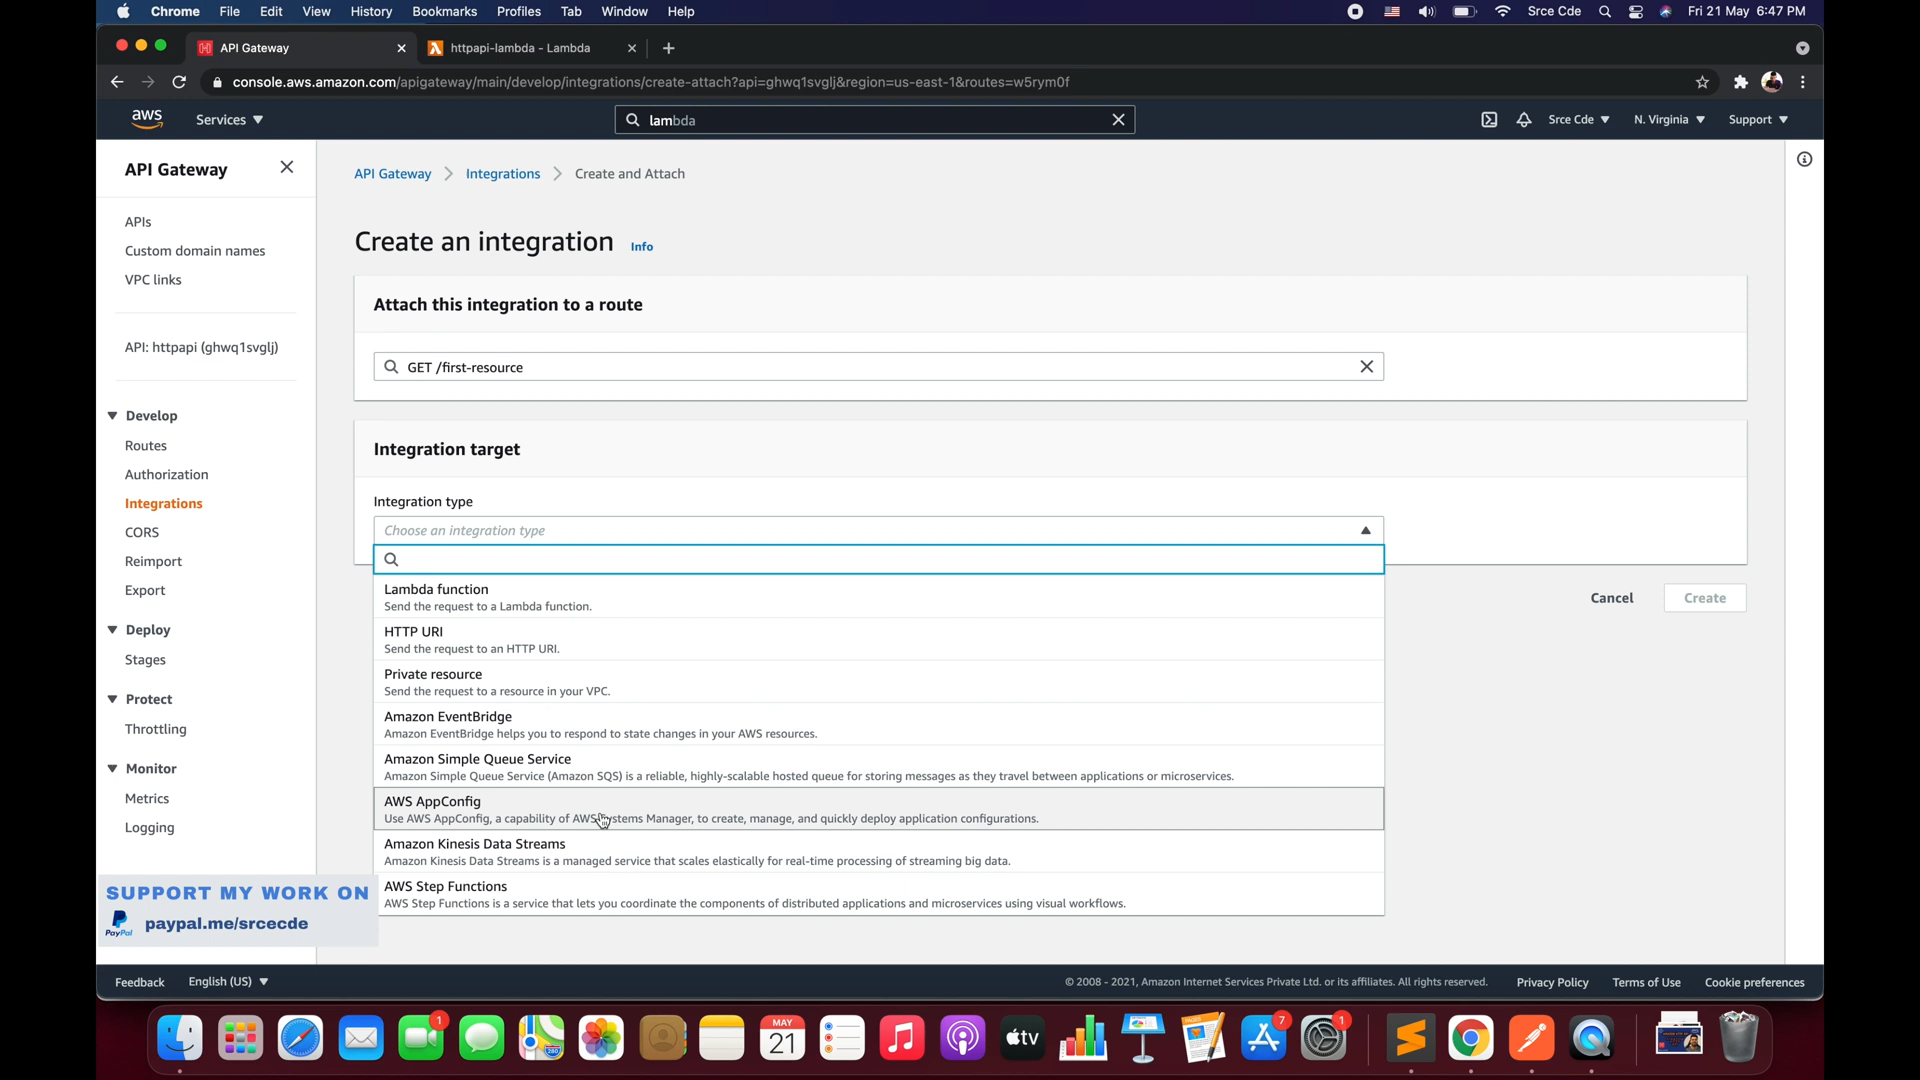 Chrome File Edit View History Bookmarks Profiles Tab Window Help Srce Cde Fri 21 May 6:47 PM
API Gateway httpapi-lambda - Lambda
console.aws.amazon.com/apigateway/main/develop/integrations/create-attach?api=ghwq1svglj&region=us-east-1&routes=w5rym0f
aws Services lambda Srce Cde N. Virginia Support
API Gateway
APIs
Custom domain names
VPC links
API: httpapi (ghwq1svglj)
Develop
Routes
Authorization
Integrations
CORS
Reimport
Export
Deploy
Stages
Protect
Throttling
Monitor
Metrics
Logging
API Gateway Integrations Create and Attach
Create an integration Info
Attach this integration to a route
GET /first-resource
Integration target
Integration type
Choose an integration type
Lambda function
Send the request to a Lambda function.
HTTP URI
Send the request to an HTTP URI.
Private resource
Send the request to a resource in your VPC.
Amazon EventBridge
Amazon EventBridge helps you to respond to state changes in your AWS resources.
Amazon Simple Queue Service
Amazon Simple Queue Service (Amazon SQS) is a reliable, highly-scalable hosted queue for storing messages as they travel between applications or microservices.
AWS AppConfig
Use AWS AppConfig, a capability of AWS Systems Manager, to create, manage, and quickly deploy application configurations.
Amazon Kinesis Data Streams
Amazon Kinesis Data Streams is a managed service that scales elastically for real-time processing of streaming big data.
AWS Step Functions
AWS Step Functions is a service that lets you coordinate the components of distributed applications and microservices using visual workflows.
Cancel Create
SUPPORT MY WORK ON
PayPal paypal.me/srcecde
Feedback English (US) © 2008 - 2021, Amazon Internet Services Private Ltd. or its affiliates. All rights reserved. Privacy Policy Terms of Use Cookie preferences
1 MAY 21 tv 7 1